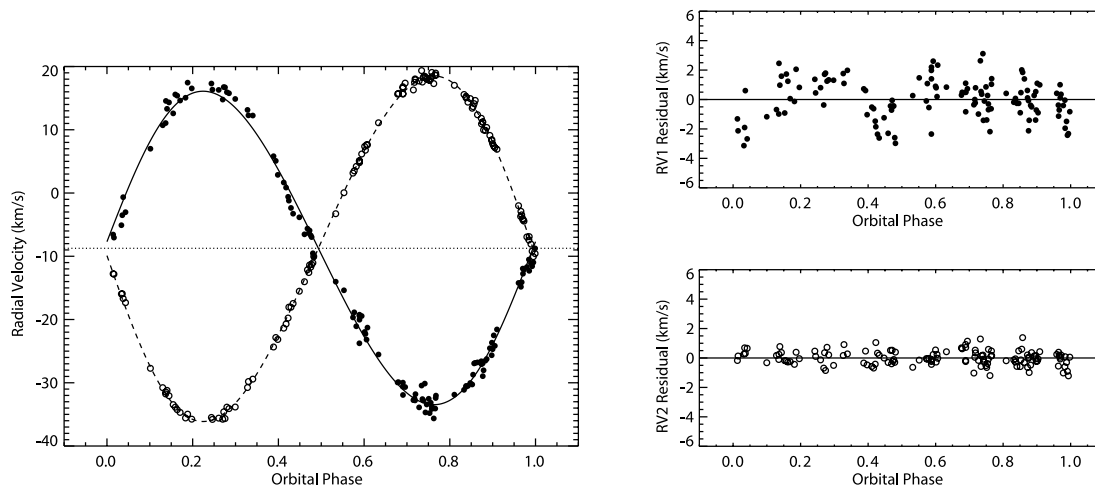 20
10
0
-10
-20
-30
-40
Radial Velocity (km/s)
0.0 0.2 0.4 0.6 0.8 1.0
Orbital Phase
6
4
2
0
-2
-4
-6
RV1 Residual (km/s)
0.0 0.2 0.4 0.6 0.8 1.0
Orbital Phase
6
4
2
0
-2
-4
-6
RV2 Residual (km/s)
0.0 0.2 0.4 0.6 0.8 1.0
Orbital Phase